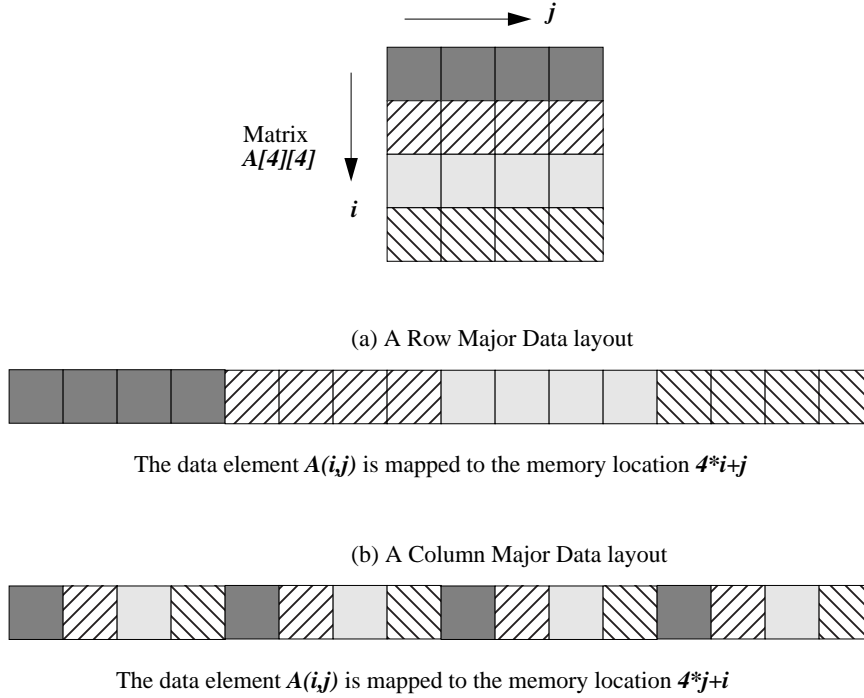 j
Matrix
A[4][4]
i
(a) A Row Major Data layout
The data element A(i,j) is mapped to the memory location 4*i+j
(b) A Column Major Data layout
The data element A(i,j) is mapped to the memory location 4*j+i